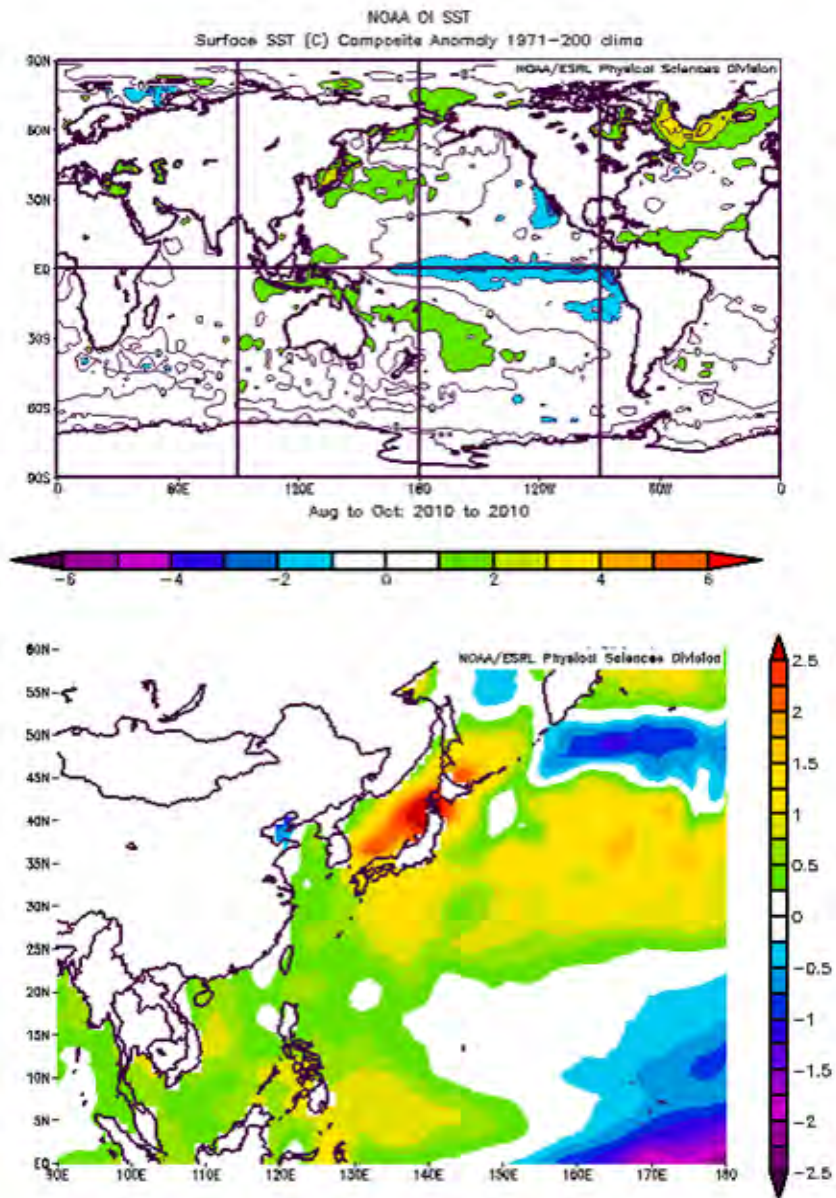 NOAA OI SST
Surface SST (C) Composite Anomaly 1971-200 clima
NOAA/ESRL Physical Sciences Division
90N
60N
30N
EQ
30S
60S
90S
0 60E 120E 180 120W 60W 0
Aug to Oct: 2010 to 2010
-6 -4 -2 0 2 4 6
NOAA/ESRL Physical Sciences Division
60N
55N
50N
45N
40N
35N
30N
25N
20N
15N
10N
5N
EQ
90E 100E 110E 120E 130E 140E 150E 160E 170E 180
2.5
2
1.5
1
0.5
0
-0.5
-1
-1.5
-2
-2.5